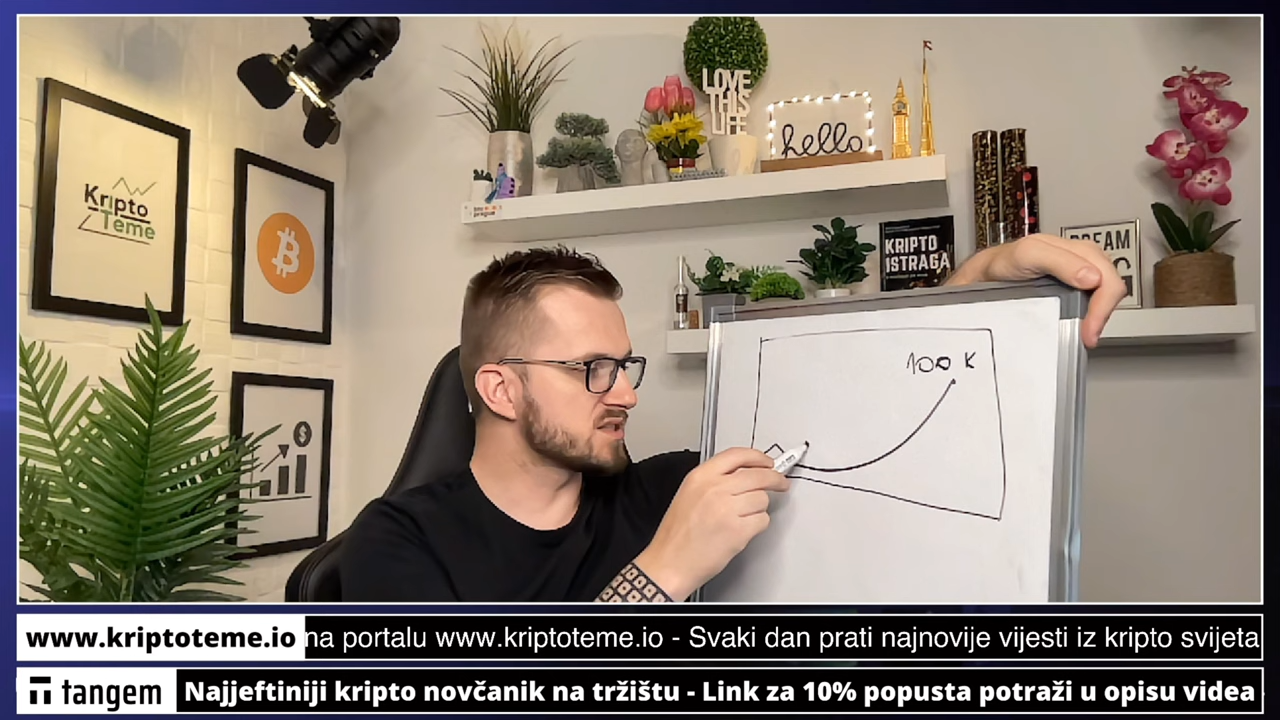 Kripto
Teme
LOVE
THIS
LIFE
hello
KRIPTO
ISTRAGA
DREAM
100 K
www.kriptoteme.io
na portalu www.kriptoteme.io - Svaki dan prati najnovije vijesti iz kripto svijeta
tangem
Najjeftiniji kripto novčanik na tržištu - Link za 10% popusta potraži u opisu videa